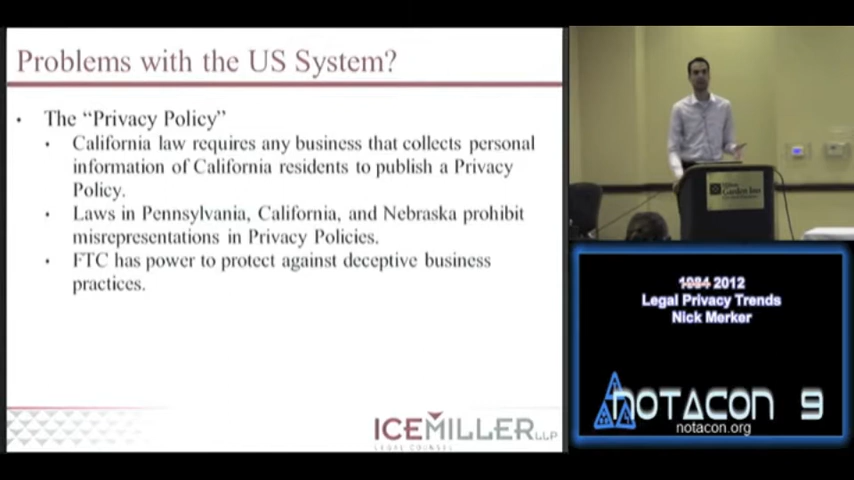 Problems with the US System?
• The “Privacy Policy”
• California law requires any business that collects personal
information of California residents to publish a Privacy
Policy.
• Laws in Pennsylvania, California, and Nebraska prohibit
misrepresentations in Privacy Policies.
• FTC has power to protect against deceptive business
practices.
ICEMILLER LLP
LEGAL COUNSEL
Hilton
Garden Inn
1984 2012
Legal Privacy Trends
Nick Merker
NOTACON 9
notacon.org